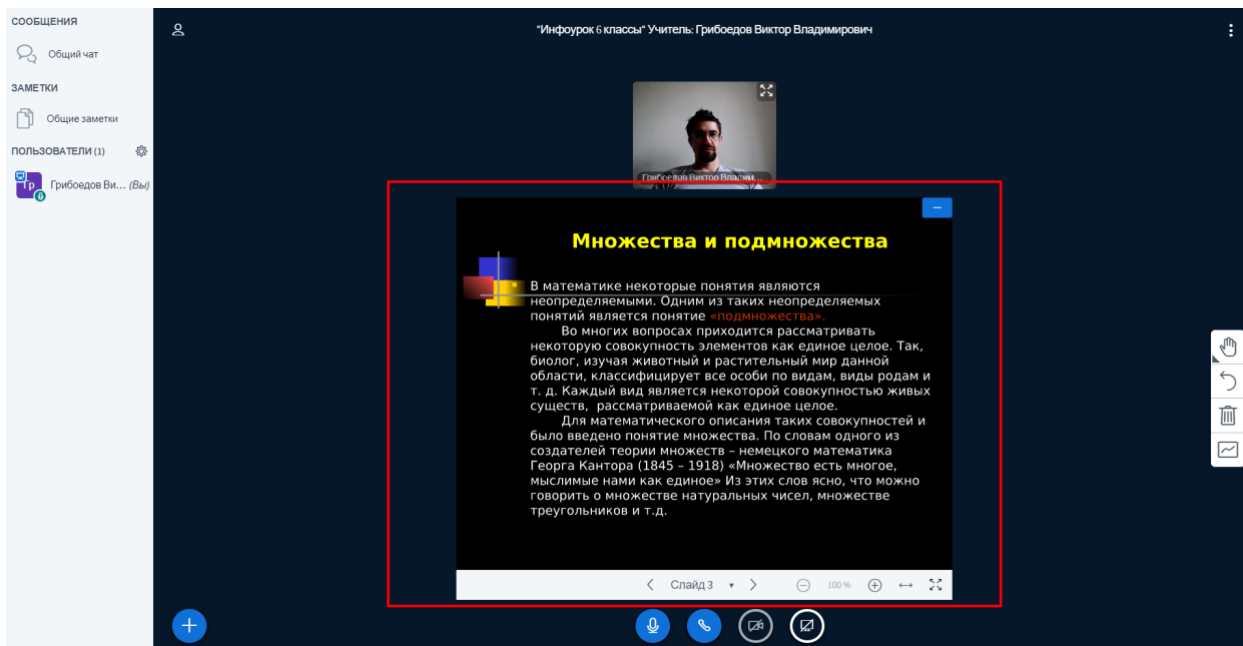 СООБЩЕНИЯ
Общий чат
ЗАМЕТКИ
Общие заметки
ПОЛЬЗОВАТЕЛИ (1)
Гр
Грибоедов Ви... (Вы)
"Инфоурок 6 классы" Учитель: Грибоедов Виктор Владимирович
Грибоедов Виктор Владим...
Множества и подмножества
В математике некоторые понятия являются
неопределяемыми. Одним из таких неопределяемых
понятий является понятие «подмножества».
Во многих вопросах приходится рассматривать
некоторую совокупность элементов как единое целое. Так,
биолог, изучая животный и растительный мир данной
области, классифицирует все особи по видам, виды родам и
т. д. Каждый вид является некоторой совокупностью живых
существ, рассматриваемой как единое целое.
Для математического описания таких совокупностей и
было введено понятие множества. По словам одного из
создателей теории множеств – немецкого математика
Георга Кантора (1845 – 1918) «Множество есть многое,
мыслимые нами как единое» Из этих слов ясно, что можно
говорить о множестве натуральных чисел, множестве
треугольников и т.д.
Слайд 3
100 %